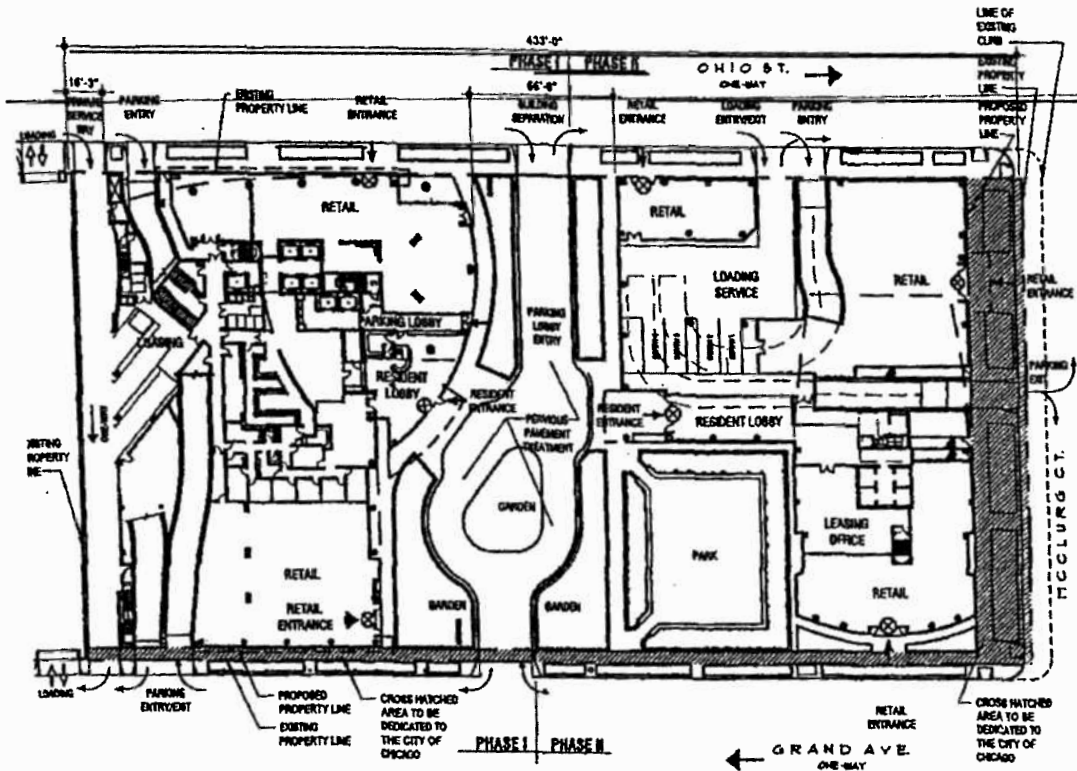 LINE OF
EXISTING
CURB
EXISTING
PROPERTY
LINE
PROPOSED
PROPERTY
LINE
433'-0"
PHASE I
PHASE II
OHIO ST.
ONE-WAY
16'-3"
66'-8"
PRIVATE
SERVICE
WAY
PARKING
ENTRY
EXISTING
PROPERTY LINE
RETAIL
ENTRANCE
BUILDING
SEPARATION
RETAIL
ENTRANCE
LOADING
ENTRY/EXIT
PARKING
ENTRY
LOADING
RETAIL
RETAIL
LOADING
SERVICE
RETAIL
RETAIL
ENTRANCE
PARKING LOBBY
PARKING
LOBBY
ENTRY
LOADING
RESIDENT
LOBBY
RESIDENT
ENTRANCE
PERVIOUS
PAVEMENT
TREATMENT
RESIDENT
ENTRANCE
RESIDENT LOBBY
PARKING
EXIT
ONE-WAY
EXISTING
PROPERTY
LINE
MCCLURG CT.
GARDEN
PARK
LEASING
OFFICE
RETAIL
RETAIL
ENTRANCE
GARDEN
GARDEN
RETAIL
LOADING
PARKING
ENTRY/EXIT
PROPOSED
PROPERTY LINE
EXISTING
PROPERTY LINE
CROSS HATCHED
AREA TO BE
DEDICATED TO
THE CITY OF
CHICAGO
PHASE I
PHASE II
RETAIL
ENTRANCE
CROSS HATCHED
AREA TO BE
DEDICATED TO
THE CITY OF
CHICAGO
GRAND AVE.
ONE-WAY